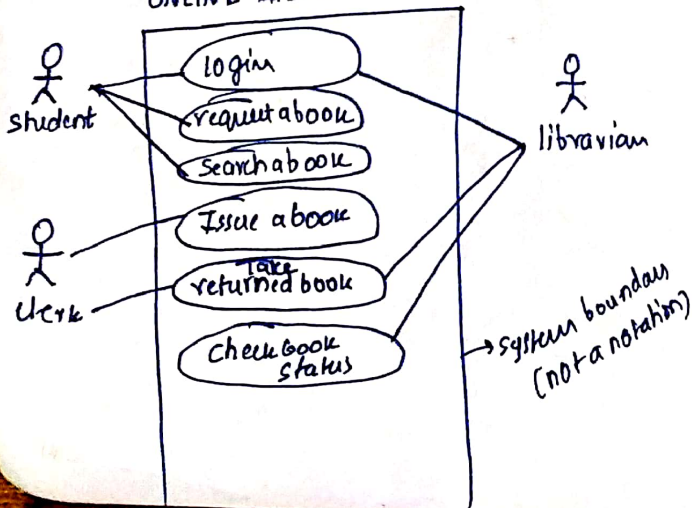 ONLINE
login
student
request a book
librarian
Search a book
Issue a book
Take
returned book
Clerk
Check Book
status
system boundary
(not a notation)